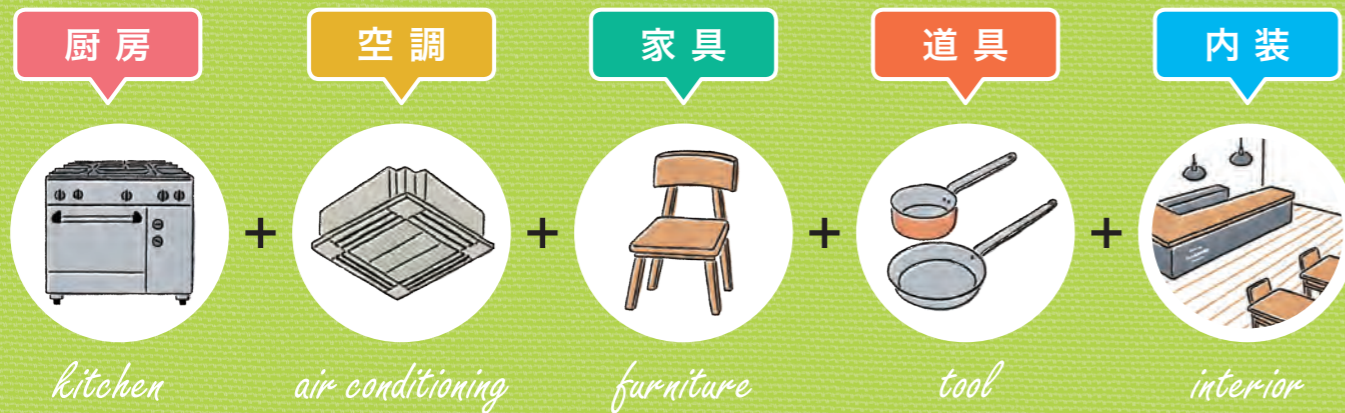 厨房
空調
家具
道具
内装
+
+
+
+
kitchen
air conditioning
furniture
tool
interior